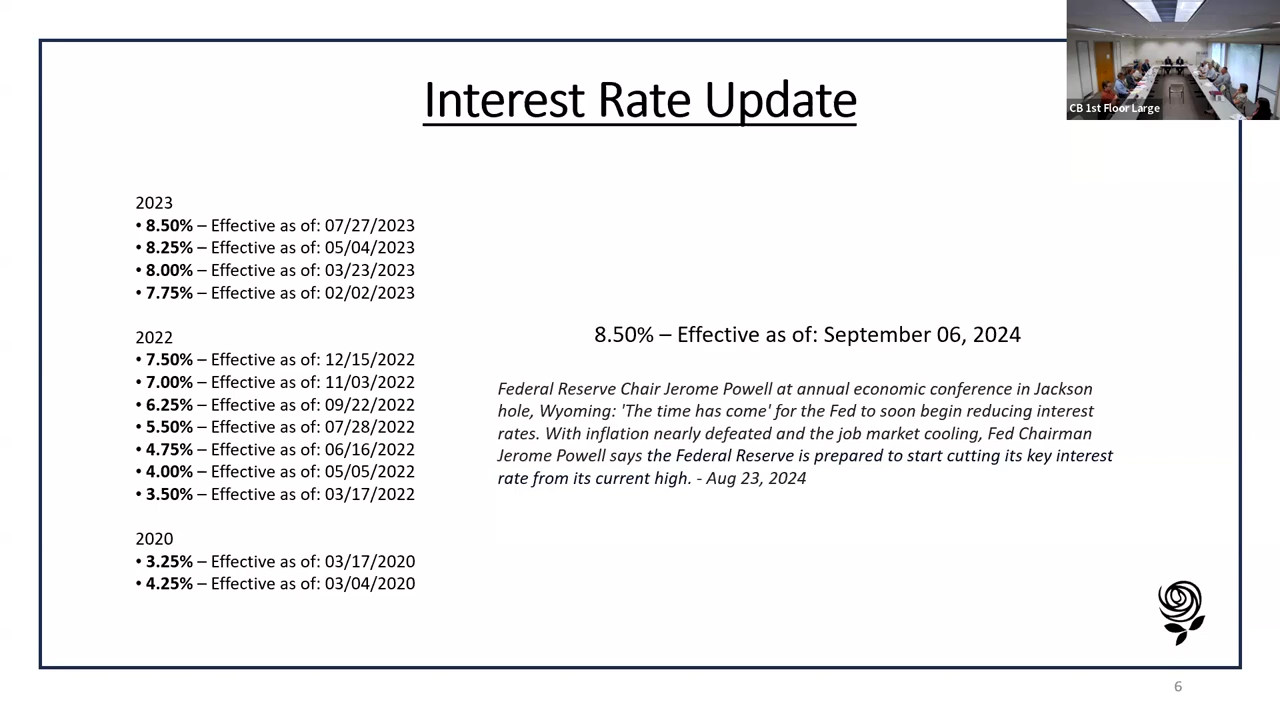 CB 1st Floor Large
Interest Rate Update
2023
• 8.50% – Effective as of: 07/27/2023
• 8.25% – Effective as of: 05/04/2023
• 8.00% – Effective as of: 03/23/2023
• 7.75% – Effective as of: 02/02/2023
2022
• 7.50% – Effective as of: 12/15/2022
• 7.00% – Effective as of: 11/03/2022
• 6.25% – Effective as of: 09/22/2022
• 5.50% – Effective as of: 07/28/2022
• 4.75% – Effective as of: 06/16/2022
• 4.00% – Effective as of: 05/05/2022
• 3.50% – Effective as of: 03/17/2022
2020
• 3.25% – Effective as of: 03/17/2020
• 4.25% – Effective as of: 03/04/2020
8.50% – Effective as of: September 06, 2024
Federal Reserve Chair Jerome Powell at annual economic conference in Jackson
hole, Wyoming: 'The time has come' for the Fed to soon begin reducing interest
rates. With inflation nearly defeated and the job market cooling, Fed Chairman
Jerome Powell says the Federal Reserve is prepared to start cutting its key interest
rate from its current high. - Aug 23, 2024
6